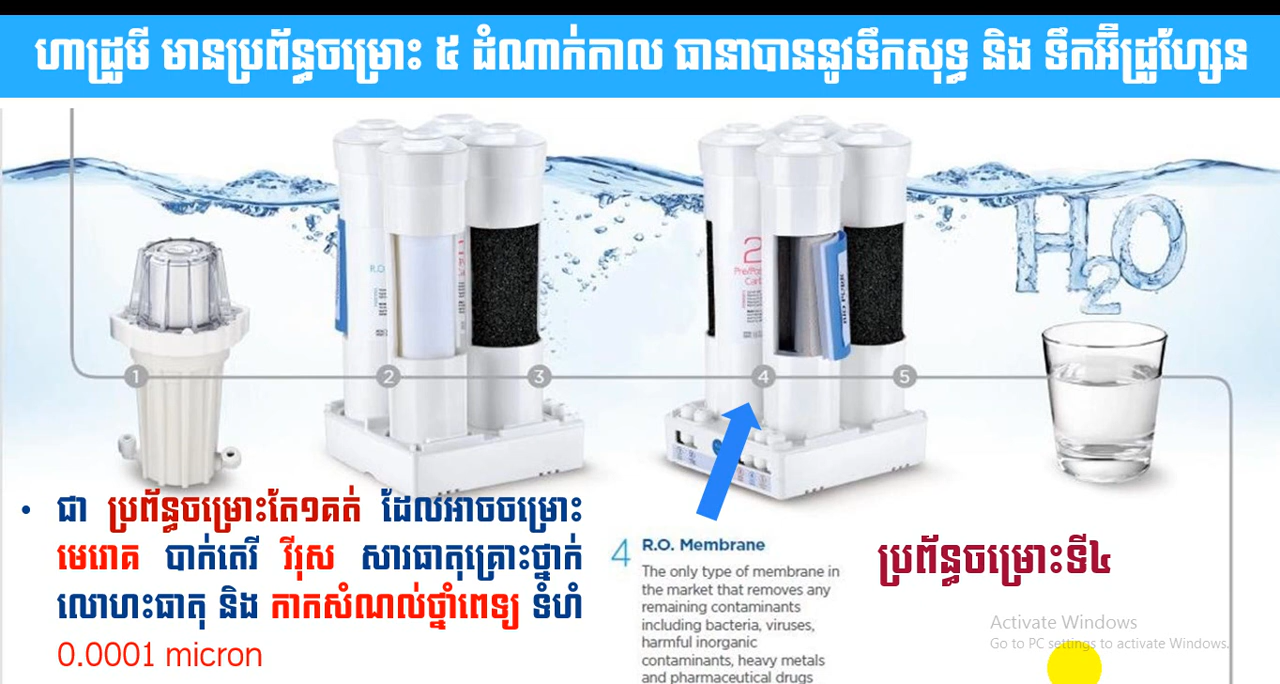 ហាដ្រូមី មានប្រព័ន្ធចម្រោះ ៥ ដំណាក់កាល ធានាបាននូវទឹកសុទ្ធ និង ទឹកអ៊ីដ្រូហ្សែន
H2O
R.O.
2
Pre/Po
Car
1
2
3
4
5
• ជា ប្រព័ន្ធចម្រោះតែ១គត់ ដែលអាចចម្រោះ
មេរោគ បាក់តេរី វីរុស សារធាតុគ្រោះថ្នាក់
លោហះធាតុ និង កាកសំណល់ថ្នាំពេទ្យ ទំហំ
0.0001 micron
4 R.O. Membrane
The only type of membrane in
the market that removes any
remaining contaminants
including bacteria, viruses,
harmful inorganic
contaminants, heavy metals
and pharmaceutical drugs
ប្រព័ន្ធចម្រោះទី៤
Activate Windows
Go to PC settings to activate Windows.